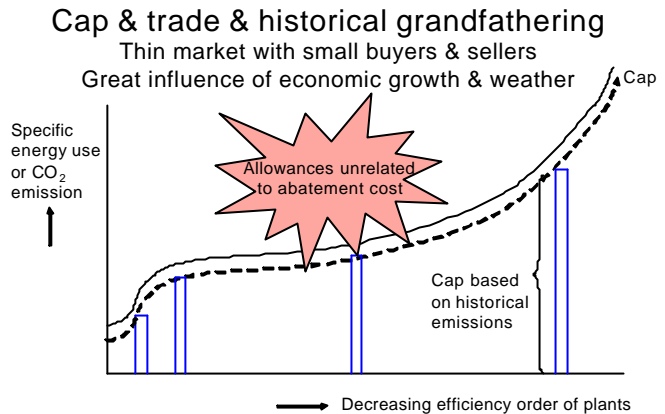 Cap & trade & historical grandfathering
Thin market with small buyers & sellers
Great influence of economic growth & weather
Cap
Specific
energy use
or CO₂
emission
Allowances unrelated
to abatement cost
Cap based
on historical
emissions
Decreasing efficiency order of plants